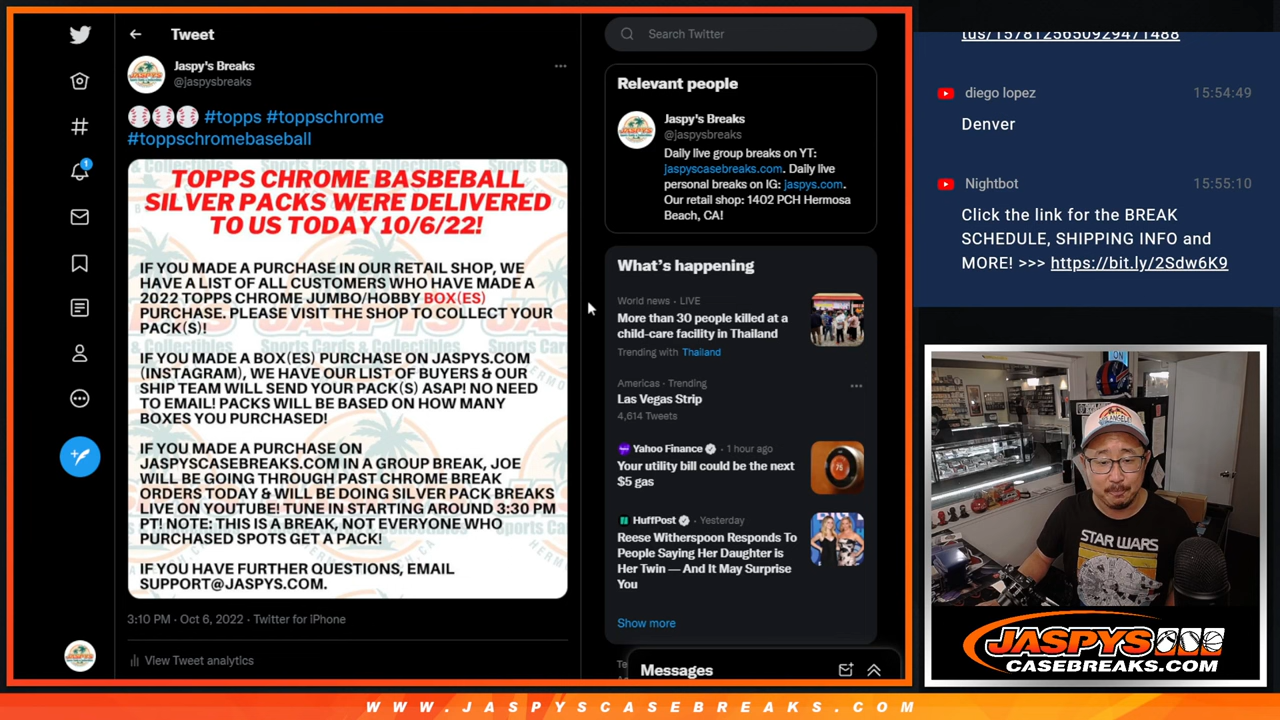 Tweet
Jaspy's Breaks
@jaspysbreaks
#topps #toppschrome
#toppschromebaseball
TOPPS CHROME BASBEBALL
SILVER PACKS WERE DELIVERED
TO US TODAY 10/6/22!
IF YOU MADE A PURCHASE IN OUR RETAIL SHOP, WE
HAVE A LIST OF ALL CUSTOMERS WHO HAVE MADE A
2022 TOPPS CHROME JUMBO/HOBBY BOX(ES)
PURCHASE. PLEASE VISIT THE SHOP TO COLLECT YOUR
PACK(S)!
IF YOU MADE A BOX(ES) PURCHASE ON JASPYS.COM
(INSTAGRAM), WE HAVE OUR LIST OF BUYERS & OUR
SHIP TEAM WILL SEND YOUR PACK(S) ASAP! NO NEED
TO EMAIL! PACKS WILL BE BASED ON HOW MANY
BOXES YOU PURCHASED!
IF YOU MADE A PURCHASE ON
JASPYSCASEBREAKS.COM IN A GROUP BREAK, JOE
WILL BE GOING THROUGH PAST CHROME BREAK
ORDERS TODAY & WILL BE DOING SILVER PACK BREAKS
LIVE ON YOUTUBE! TUNE IN STARTING AROUND 3:30 PM
PT! NOTE: THIS IS A BREAK, NOT EVERYONE WHO
PURCHASED SPOTS GET A PACK!
IF YOU HAVE FURTHER QUESTIONS, EMAIL
SUPPORT@JASPYS.COM.
3:10 PM · Oct 6, 2022 · Twitter for iPhone
View Tweet analytics
Search Twitter
Relevant people
Jaspy's Breaks
@jaspysbreaks
Daily live group breaks on YT:
jaspyscasebreaks.com. Daily live
personal breaks on IG: jaspys.com.
Our retail shop: 1402 PCH Hermosa
Beach, CA!
What's happening
World news · LIVE
More than 30 people killed at a
child-care facility in Thailand
Trending with Thailand
Americas · Trending
Las Vegas Strip
4,614 Tweets
Yahoo Finance · 1 hour ago
Your utility bill could be the next
$5 gas
HuffPost · Yesterday
Reese Witherspoon Responds To
People Saying Her Daughter is
Her Twin — And It May Surprise
You
Show more
Messages
tus/1578125650929471488
diego lopez 15:54:49
Denver
Nightbot 15:55:10
Click the link for the BREAK
SCHEDULE, SHIPPING INFO and
MORE! >>> https://bit.ly/2Sdw6K9
STAR WARS
JASPYS
CASEBREAKS.COM
WWW.JASPYSCASEBREAKS.COM